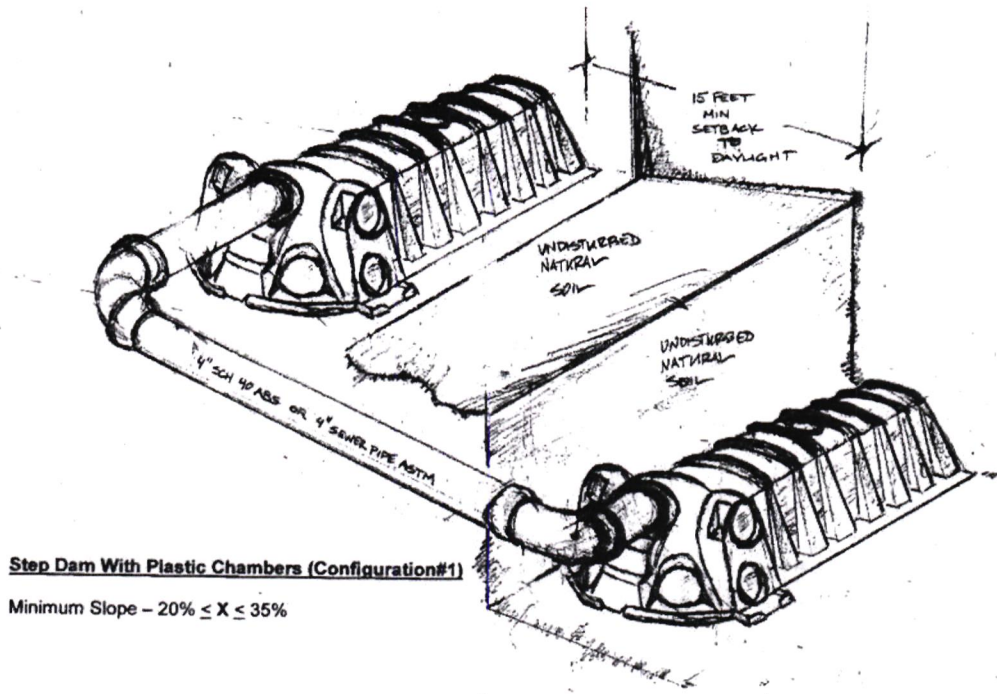 15 FEET
MIN
SETBACK
TO
DAYLIGHT
UNDISTURBED
NATURAL
SOIL
UNDISTURBED
NATURAL
SOIL
4" SCH 40 ABS OR 4" SEWER PIPE ASTM
Step Dam With Plastic Chambers (Configuration#1)
Minimum Slope – 20% ≤ X ≤ 35%